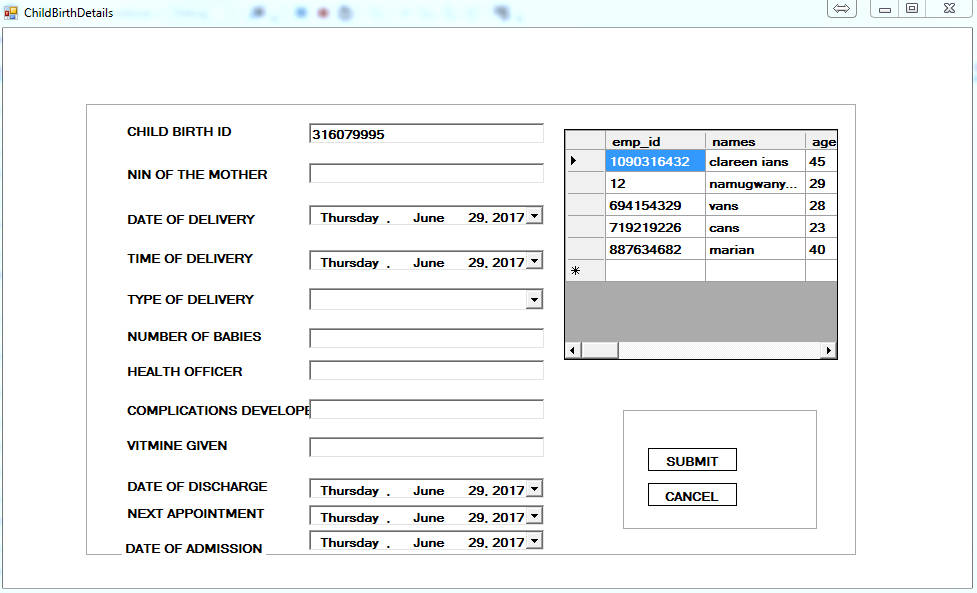 ChildBirthDetails
CHILD BIRTH ID 316079995
NIN OF THE MOTHER
DATE OF DELIVERY Thursday , June 29, 2017
TIME OF DELIVERY Thursday , June 29, 2017
TYPE OF DELIVERY
NUMBER OF BABIES
HEALTH OFFICER
COMPLICATIONS DEVELOPE
VITMINE GIVEN
DATE OF DISCHARGE Thursday , June 29, 2017
NEXT APPOINTMENT Thursday , June 29, 2017
DATE OF ADMISSION Thursday , June 29, 2017
emp_id names age
1090316432 clareen ians 45
12 namugwany... 29
694154329 vans 28
719219226 cans 23
887634682 marian 40
SUBMIT
CANCEL